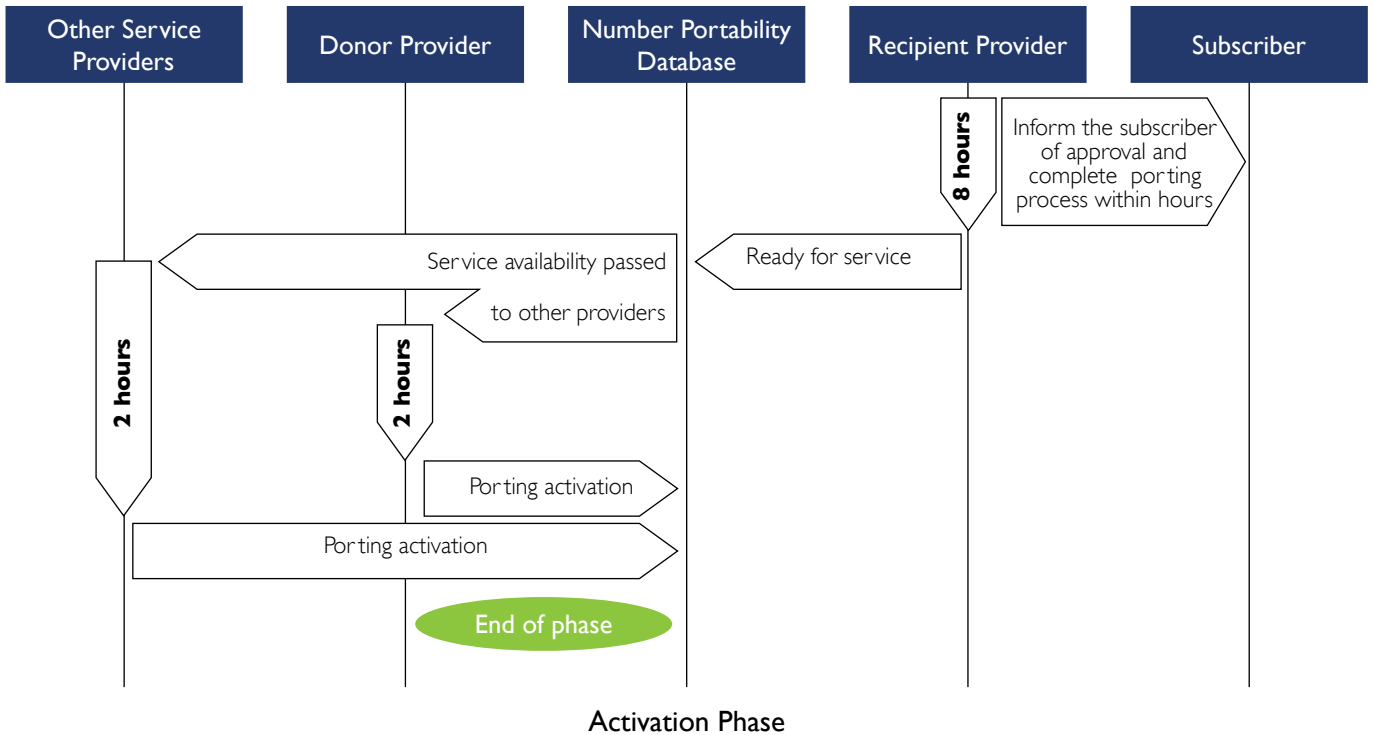 Other Service
Providers
Donor Provider
Number Portability
Database
Recipient Provider
Subscriber
8 hours
Inform the subscriber
of approval and
complete porting
process within hours
Ready for service
Service availability passed
to other providers
2 hours
2 hours
Porting activation
Porting activation
End of phase
Activation Phase